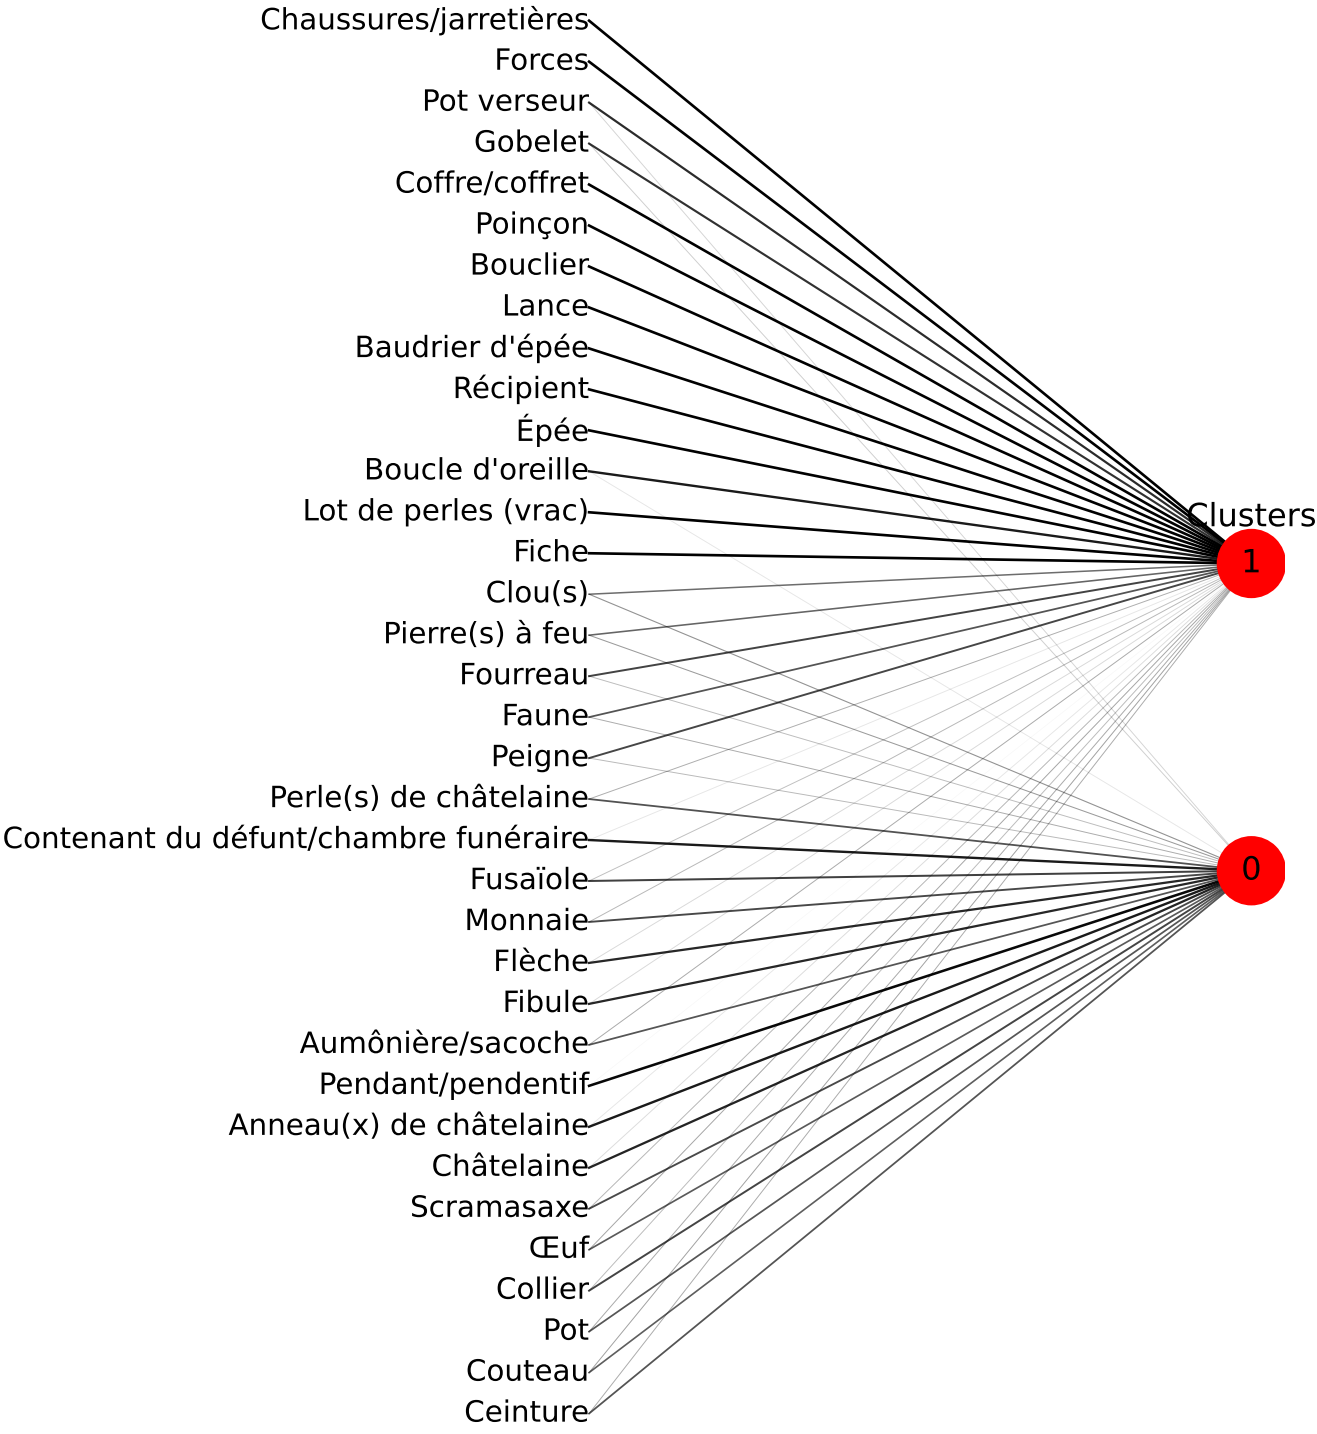 Chaussures/jarretières
Forces
Pot verseur
Gobelet
Coffre/coffret
Poinçon
Bouclier
Lance
Baudrier d'épée
Récipient
Épée
Boucle d'oreille
Lot de perles (vrac)
Clusters
Fiche
1
Clou(s)
Pierre(s) à feu
Fourreau
Faune
Peigne
Perle(s) de châtelaine
Contenant du défunt/chambre funéraire
0
Fusaïole
Monnaie
Flèche
Fibule
Aumônière/sacoche
Pendant/pendentif
Anneau(x) de châtelaine
Châtelaine
Scramasaxe
Œuf
Collier
Pot
Couteau
Ceinture